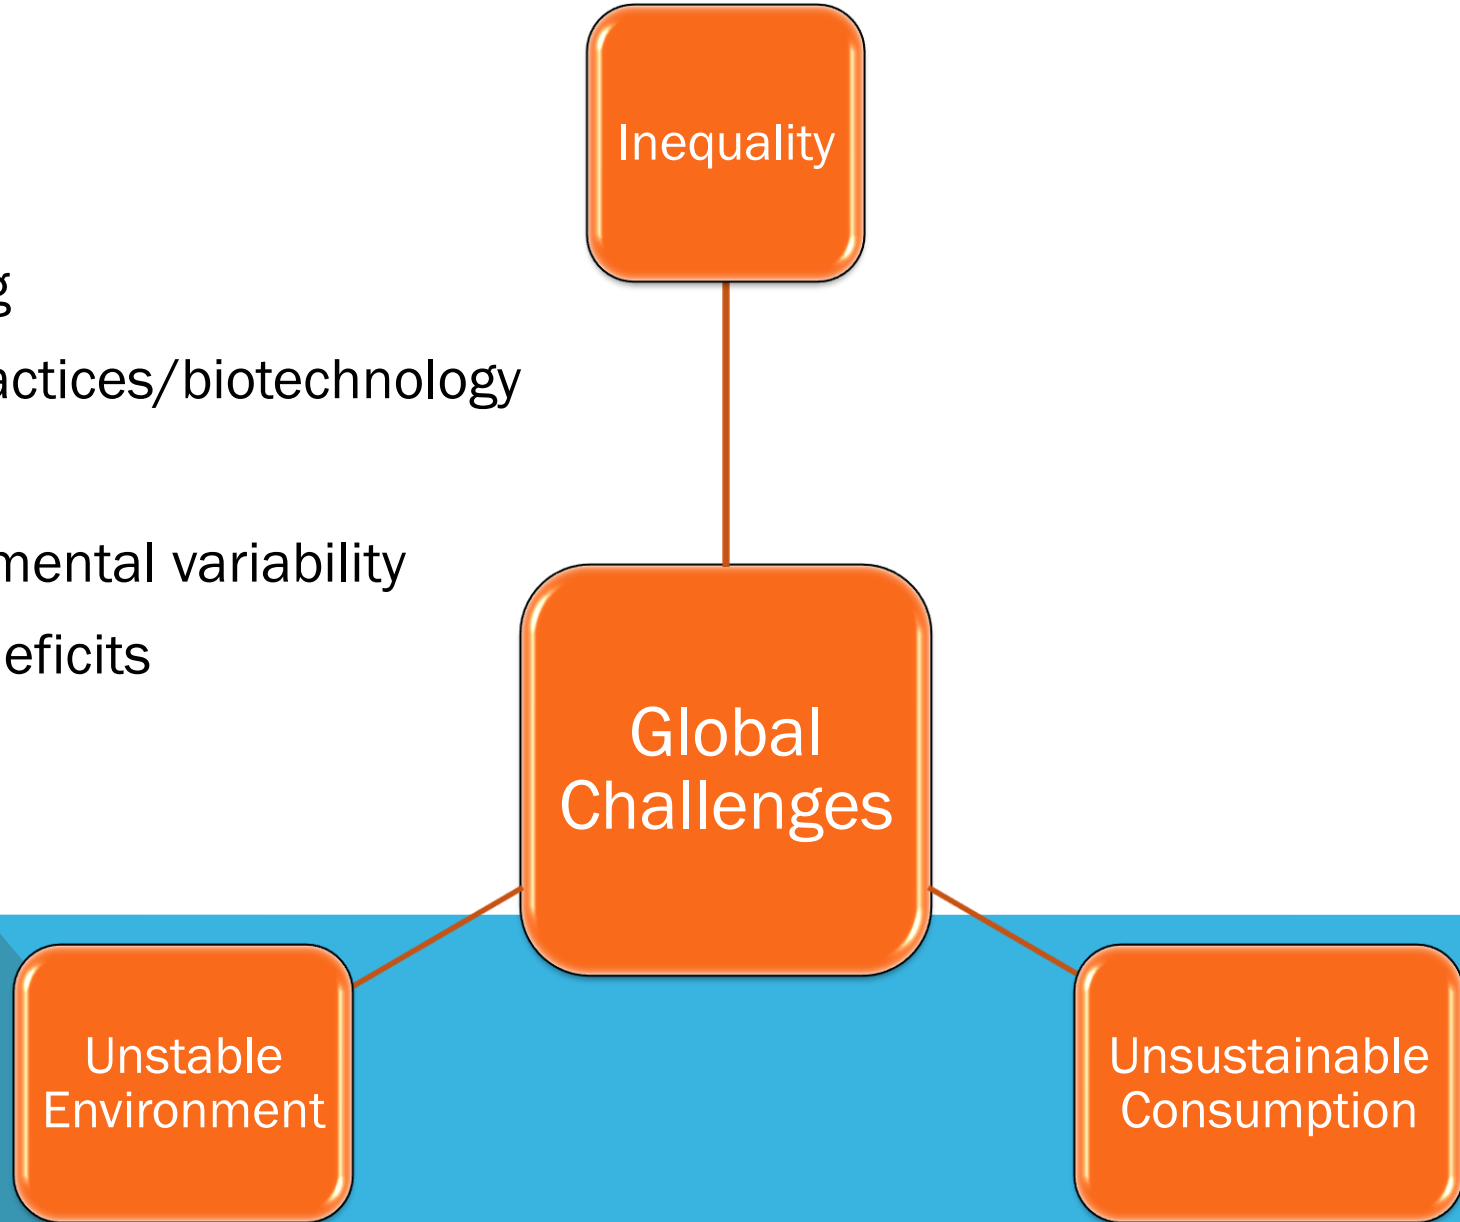 Inequality
g
actices/biotechnology
mental variability
eficits
Global
Challenges
Unstable
Environment
Unsustainable
Consumption